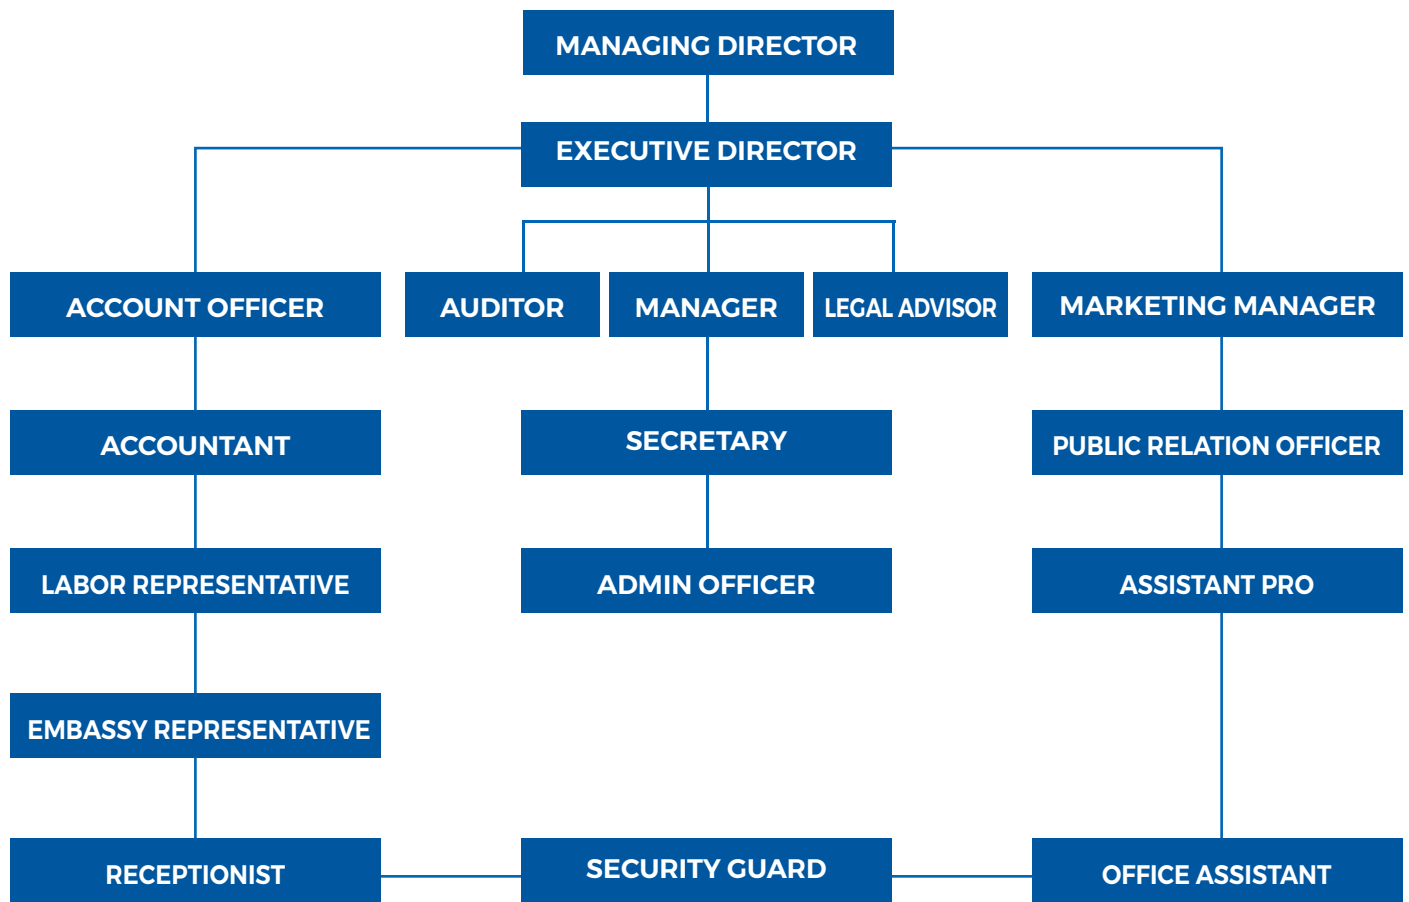 MANAGING DIRECTOR
EXECUTIVE DIRECTOR
ACCOUNT OFFICER
AUDITOR
MANAGER
LEGAL ADVISOR
MARKETING MANAGER
ACCOUNTANT
SECRETARY
PUBLIC RELATION OFFICER
LABOR REPRESENTATIVE
ADMIN OFFICER
ASSISTANT PRO
EMBASSY REPRESENTATIVE
RECEPTIONIST
SECURITY GUARD
OFFICE ASSISTANT